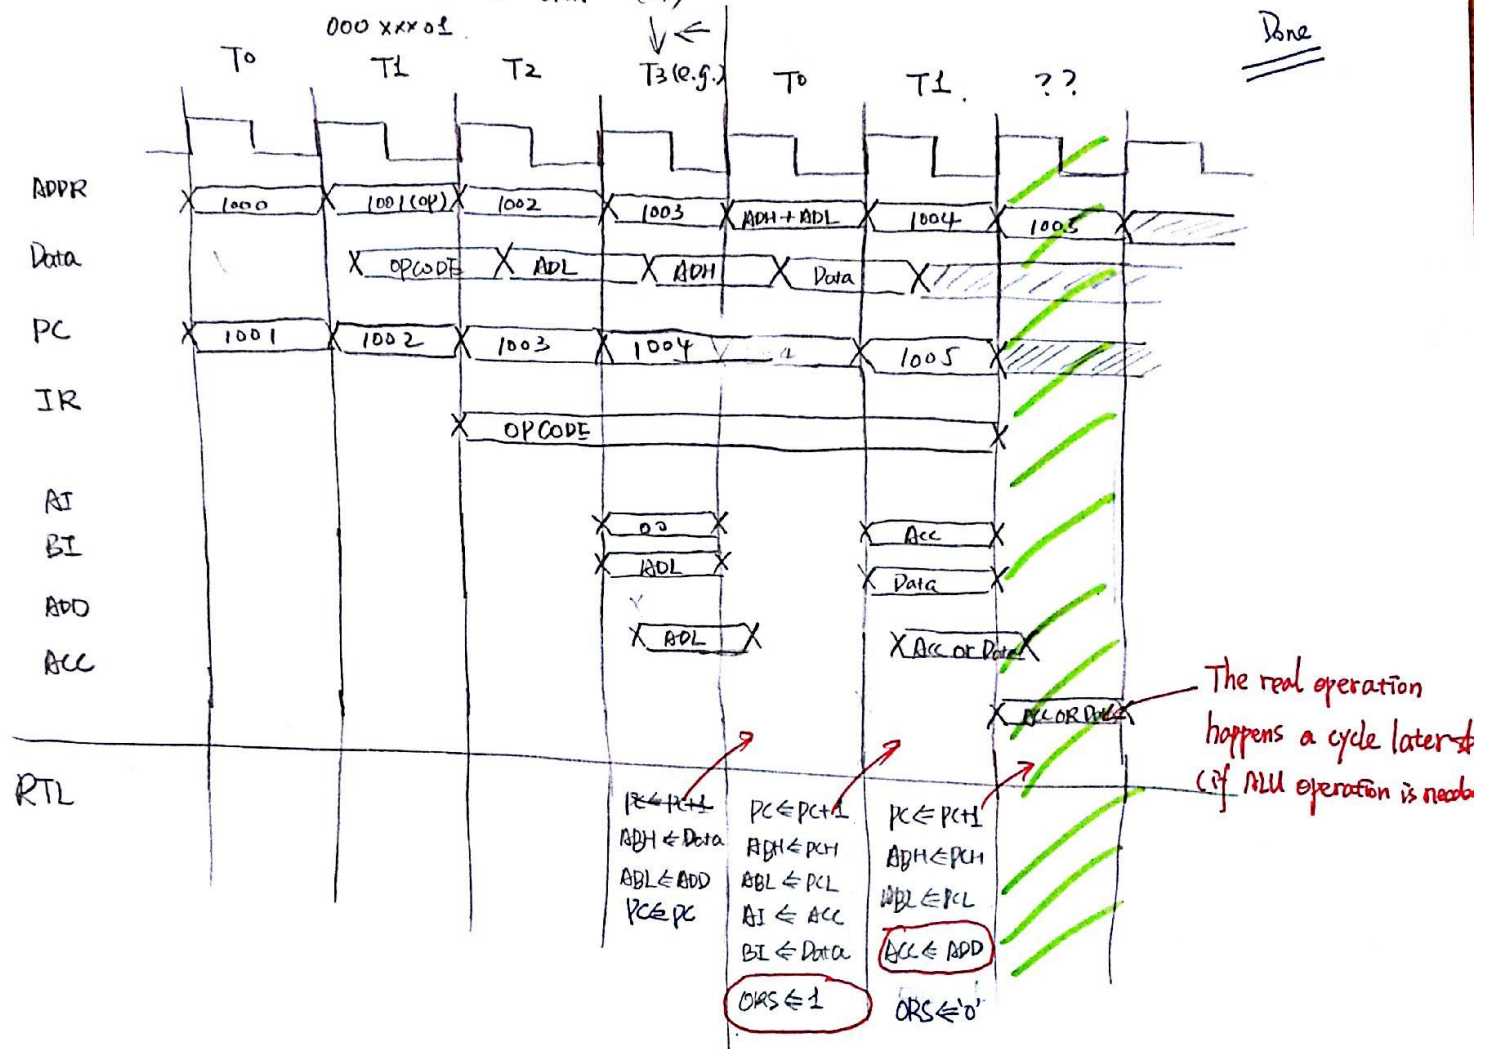 000 xxx 01
Done
T0 T1 T2 T3(e.g.) T0 T1. ??
ADDR 1000 1001(OP) 1002 1003 ADH+ADL 1004 1005
Data OPCODE ADL ADH Data
PC 1001 1002 1003 1004 1005
IR OPCODE
AI 00 Acc
BI ADL Data
ADD ADL Acc OR Data
ACC ACC OR Data
The real operation
happens a cycle later
(if ALU operation is
RTL
PC⇐PC+1 PC⇐PC+1 PC⇐PC+1
ABH⇐Data ABH⇐PCH ABH⇐PCH
ABL⇐ADD ABL⇐PCL ABL⇐PCL
PC⇐PC AI⇐ACC ACC⇐ADD
BI⇐Data
ORS⇐1 ORS⇐'0'